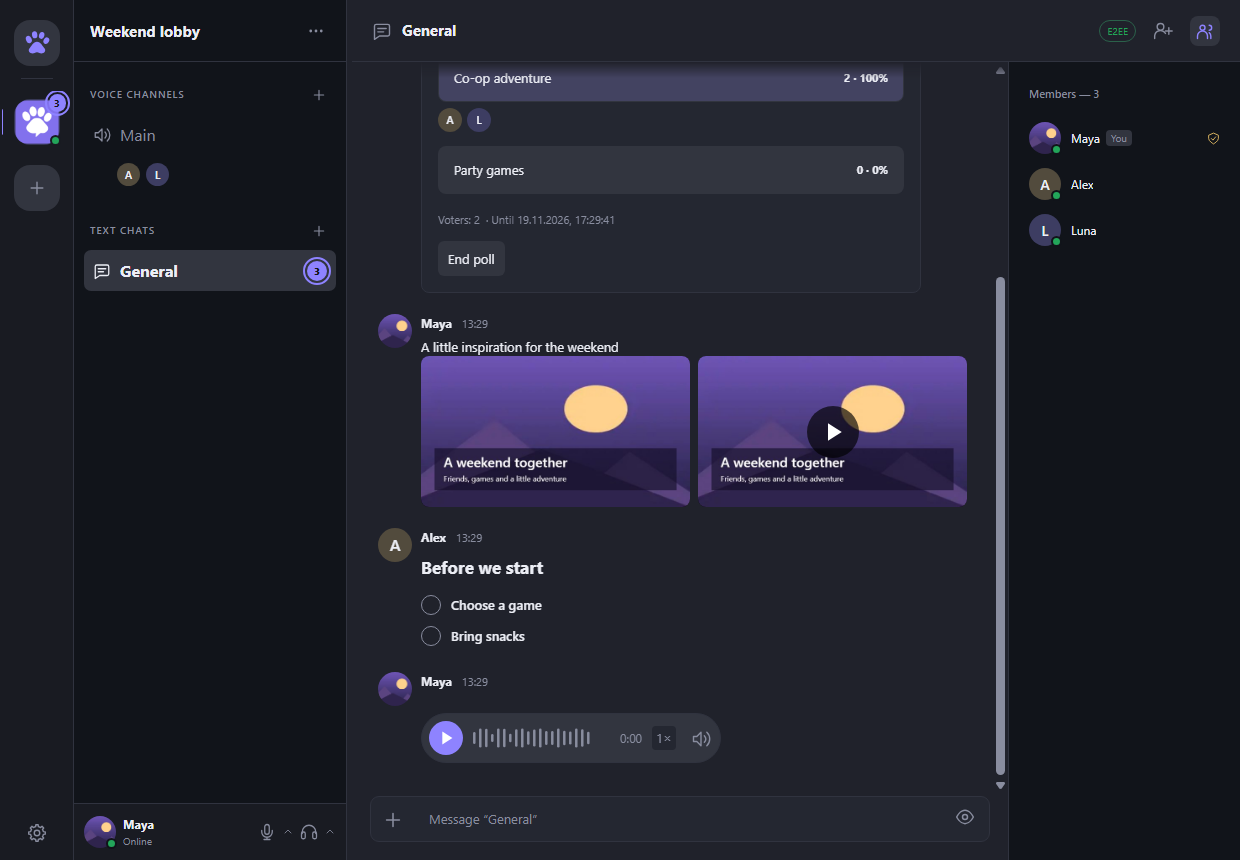 3
Weekend lobby
VOICE CHANNELS
Main
A L
TEXT CHATS
General
3
Maya
Online
General
E2EE
Co-op adventure 2 · 100%
A L
Party games 0 · 0%
Voters: 2 · Until 19.11.2026, 17:29:41
End poll
Maya 13:29
A little inspiration for the weekend
A weekend together
Friends, games and a little adventure
A weekend together
Friends, games and a little adventure
A
Alex 13:29
Before we start
Choose a game
Bring snacks
Maya 13:29
0:00 1×
Message “General”
Members — 3
Maya You
A Alex
L Luna